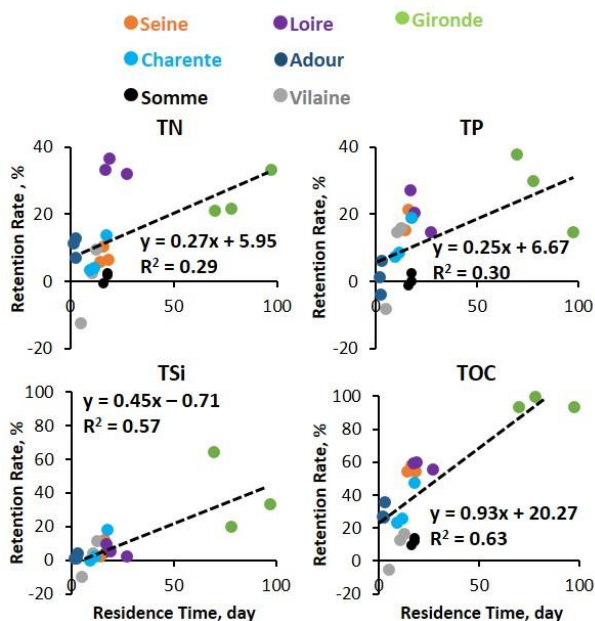 Seine Loire Gironde
Charente Adour
Somme Vilaine
TN
Retention Rate , %
40
20
0
-20
0 50 100
y = 0.27x + 5.95
R² = 0.29
TP
Retention Rate, %
40
20
0
-20
0 50 100
y = 0.25x + 6.67
R² = 0.30
TSi
Retention Rate, %
100
80
60
40
20
0
-20
0 50 100
y = 0.45x – 0.71
R² = 0.57
Residence Time, day
TOC
Retention Rate, %
100
80
60
40
20
0
-20
0 50 100
y = 0.93x + 20.27
R² = 0.63
Residence Time, day